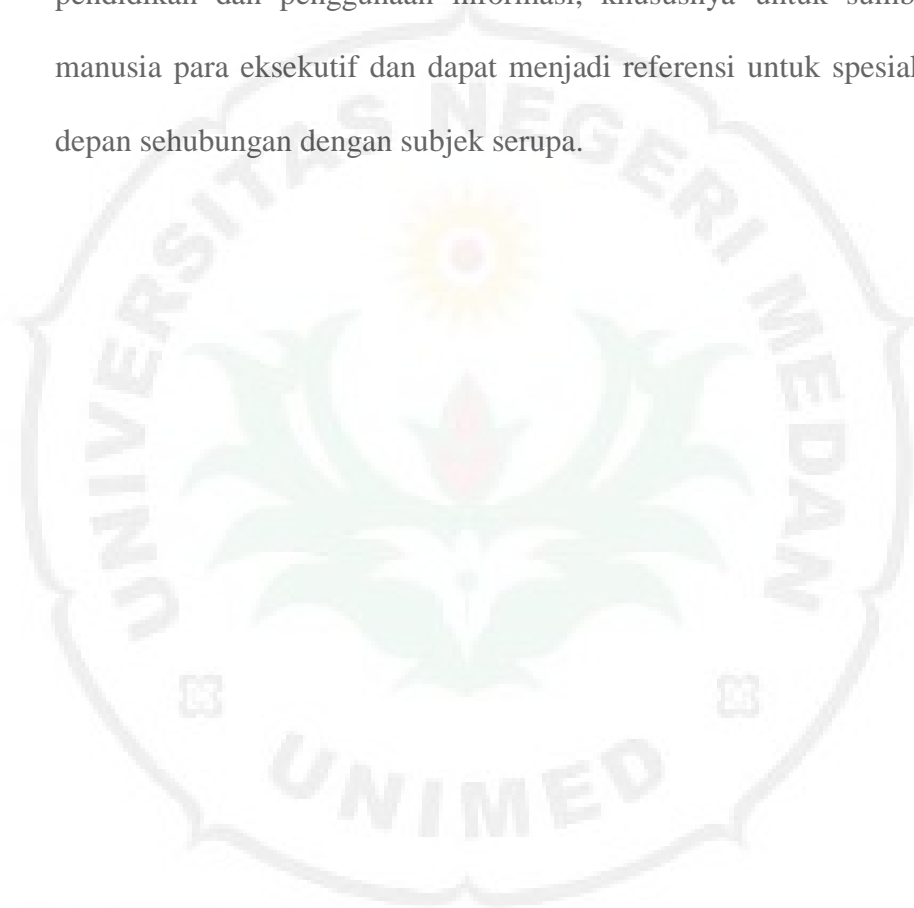 pendidikan dan penggunaan informasi, khususnya untuk
manusia para eksekutif dan dapat menjadi referensi untuk
depan sehubungan dengan subjek serupa.
UNIVERSITAS NEGERI MEDAN
UNIMED